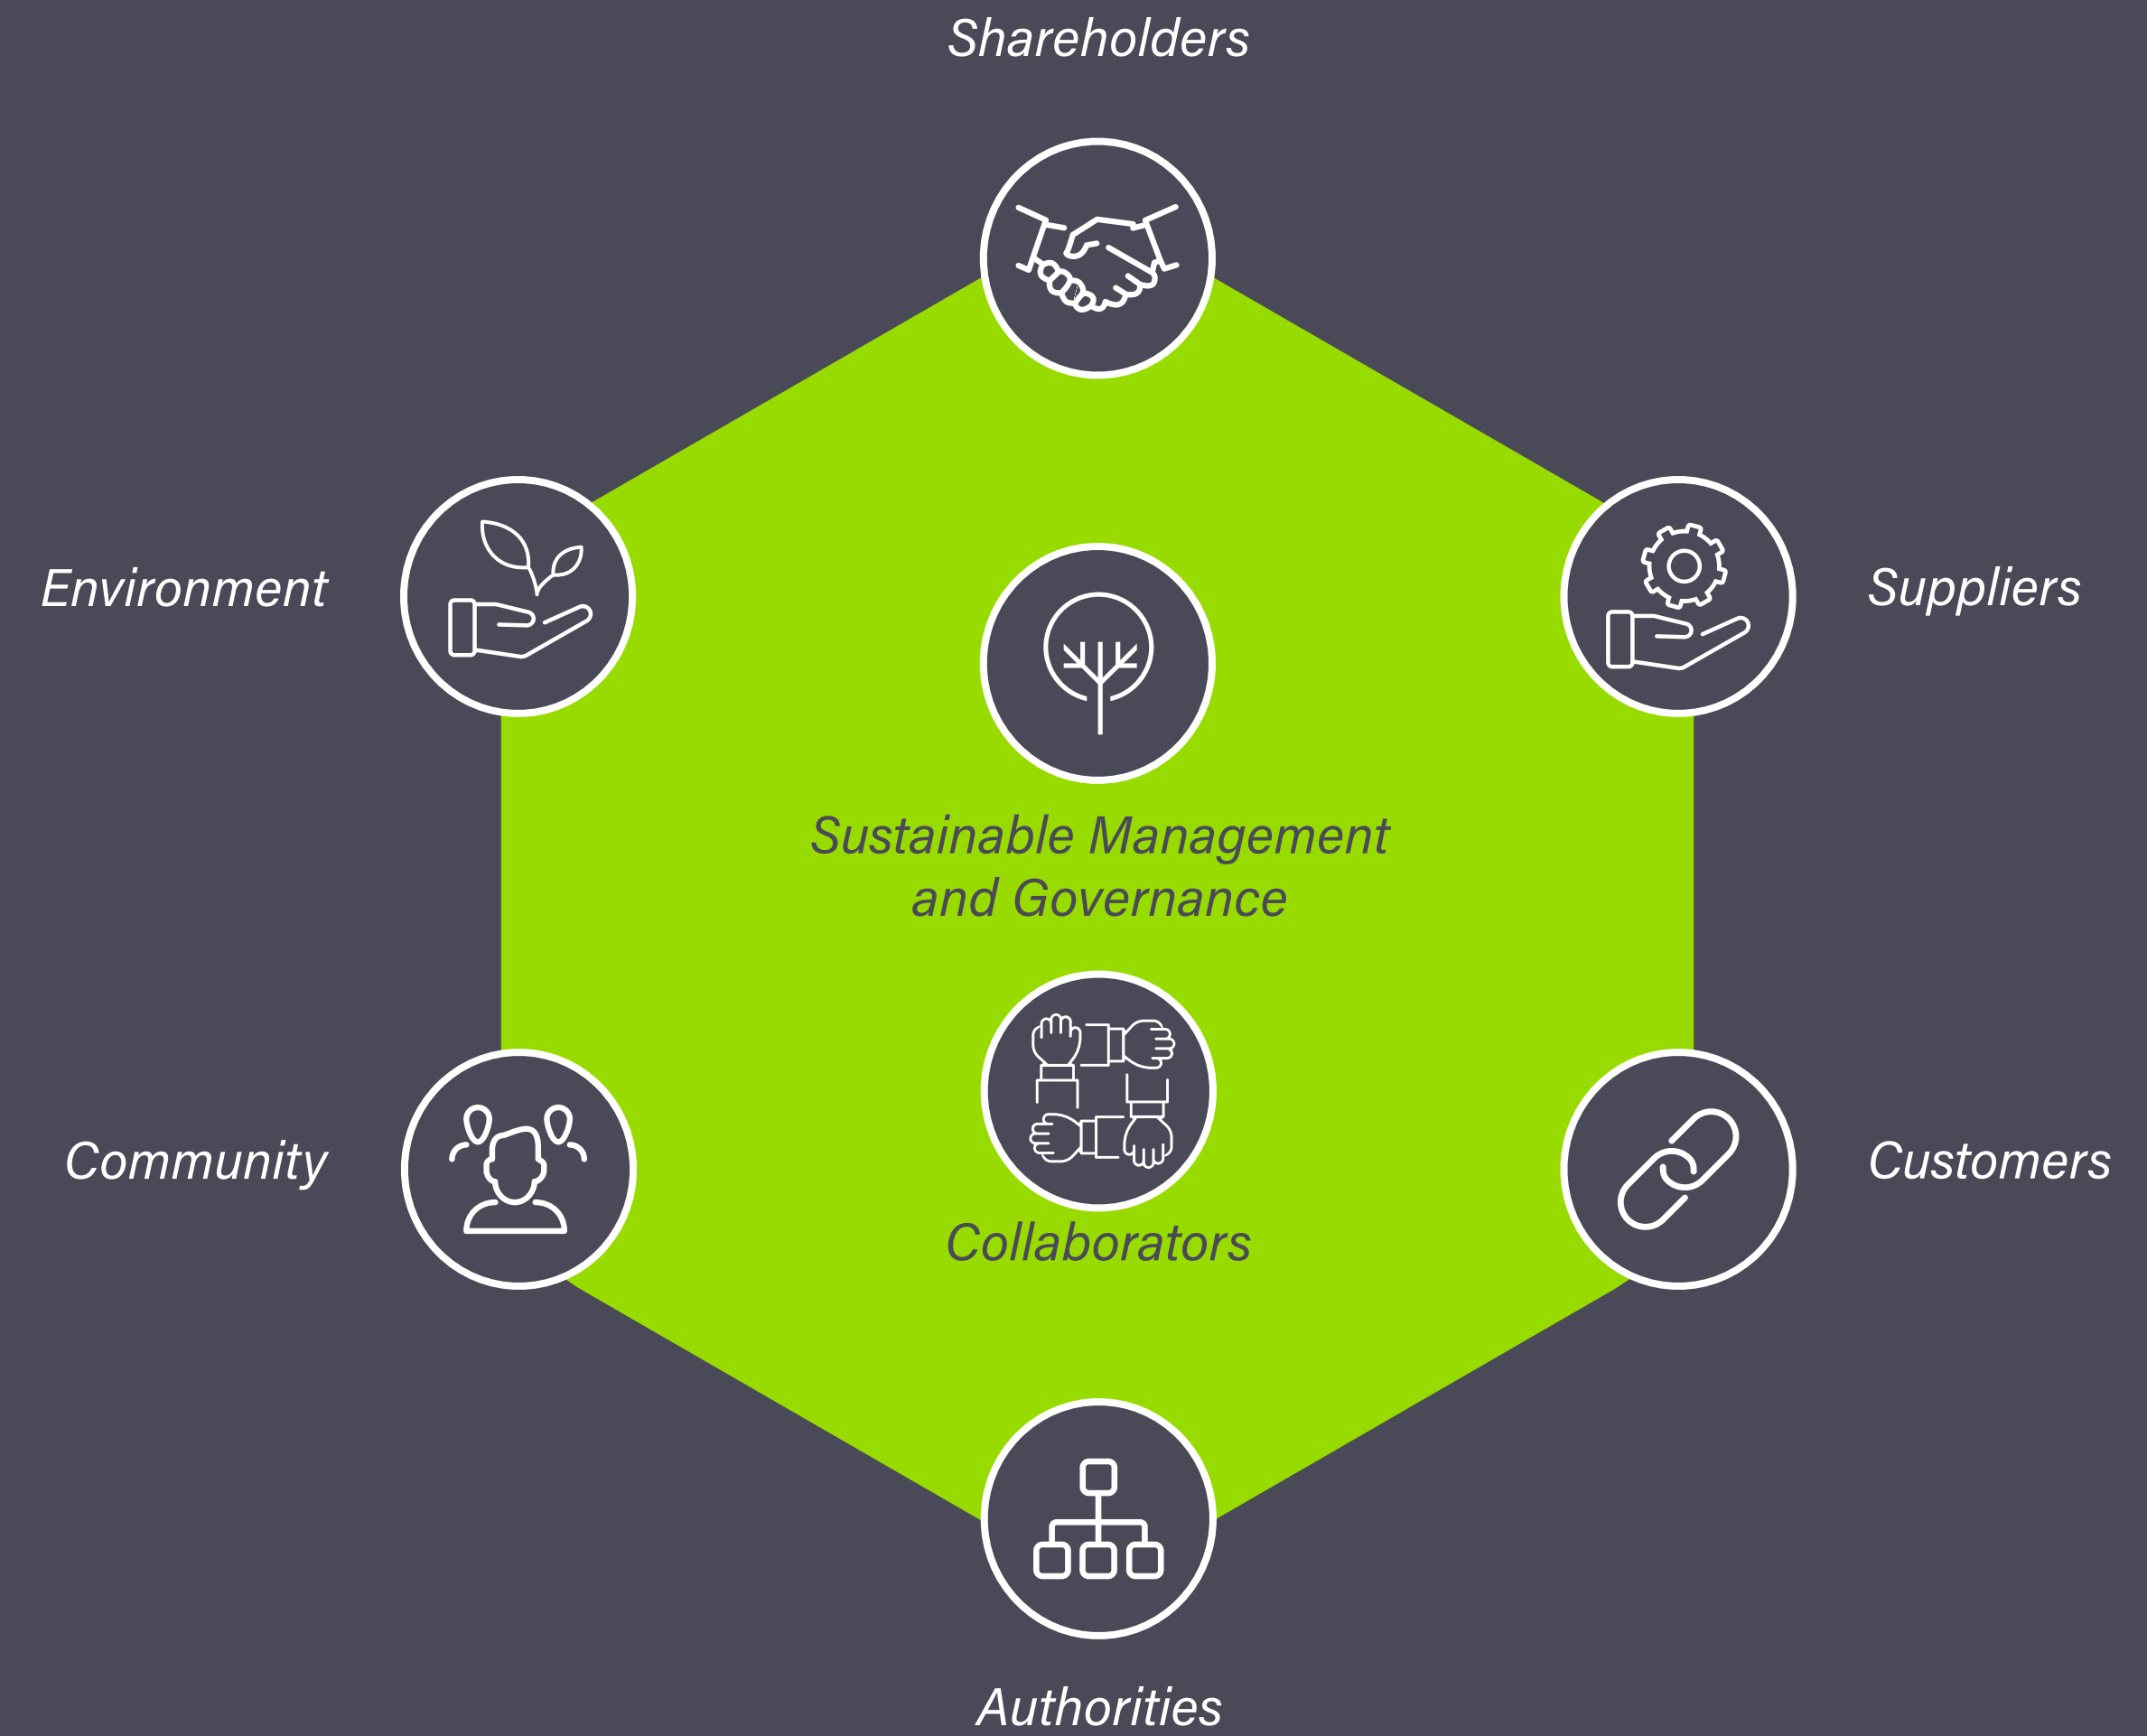 Shareholders
Environment
Suppliers
Sustainable Management
and Governance
Community
Customers
Collaborators
Authorities